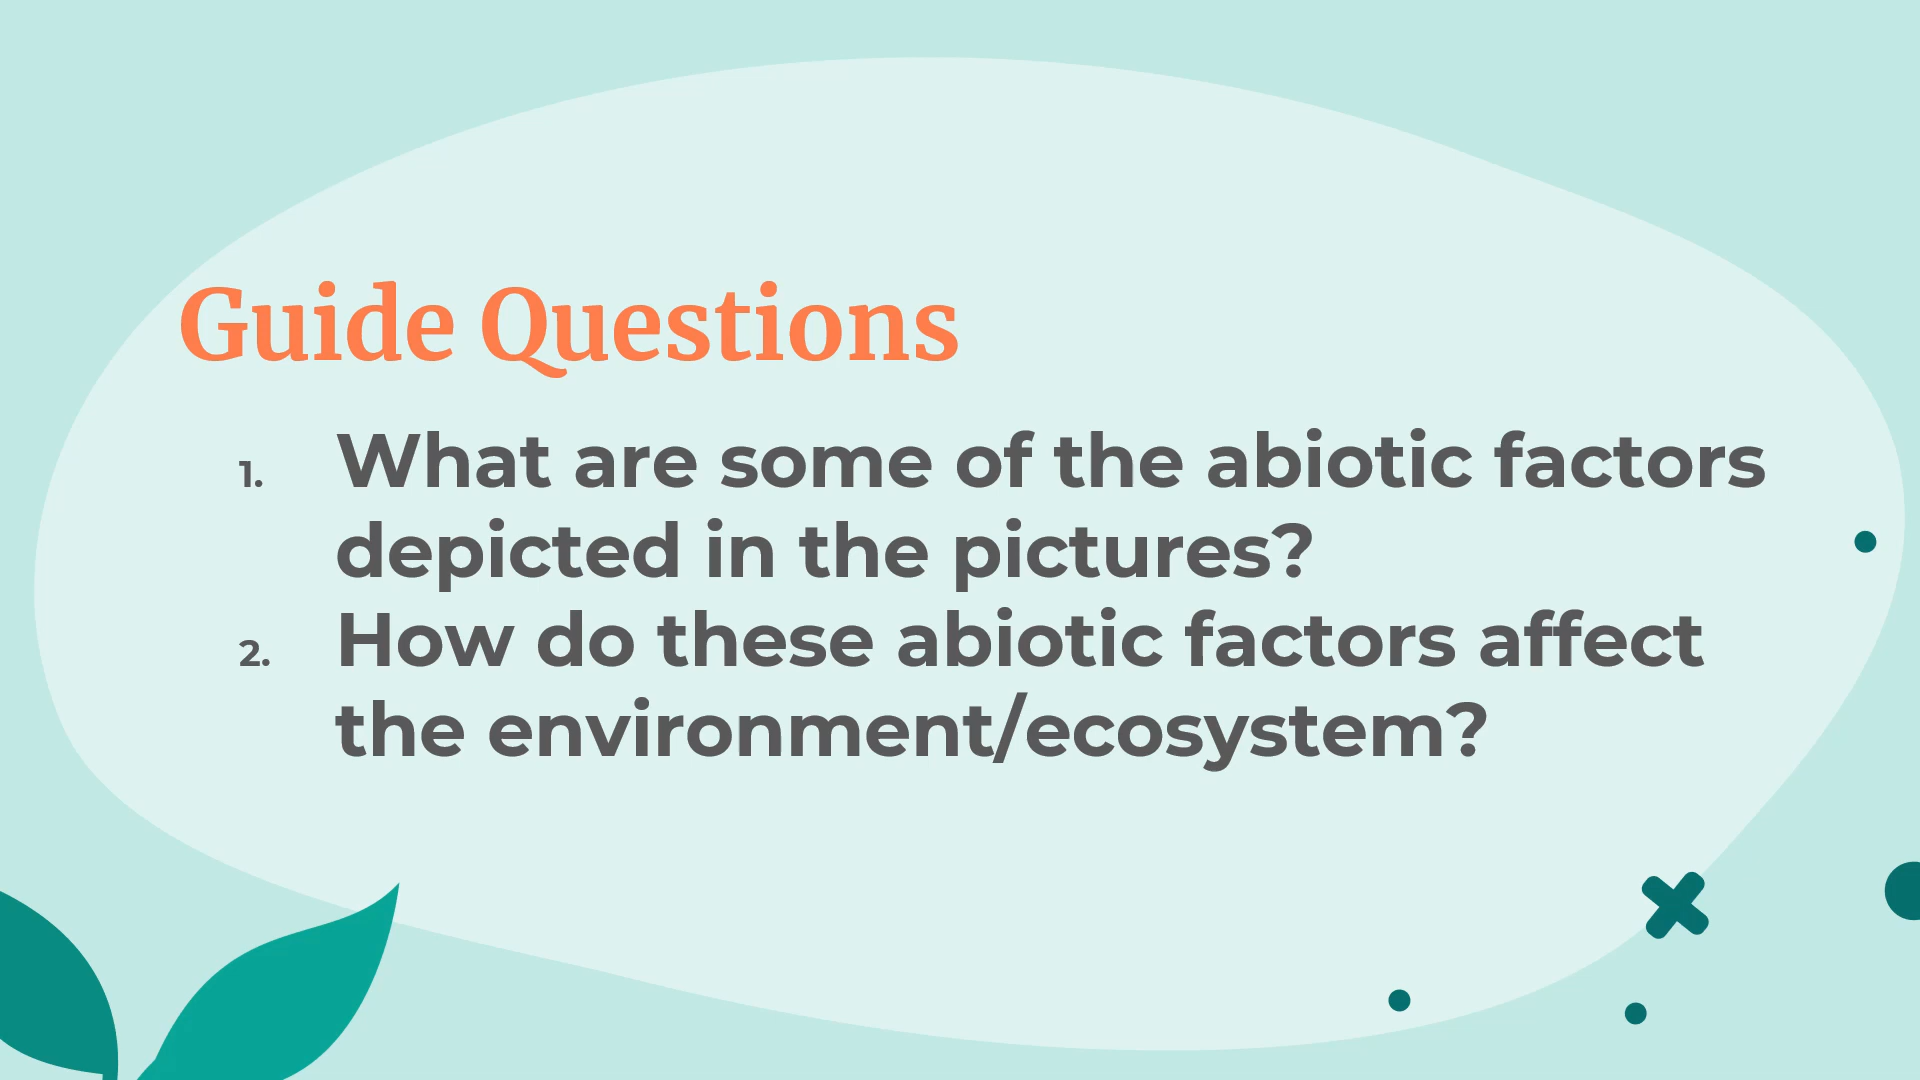 Guide Questions
1. What are some of the abiotic factors
depicted in the pictures?
2. How do these abiotic factors affect
the environment/ecosystem?